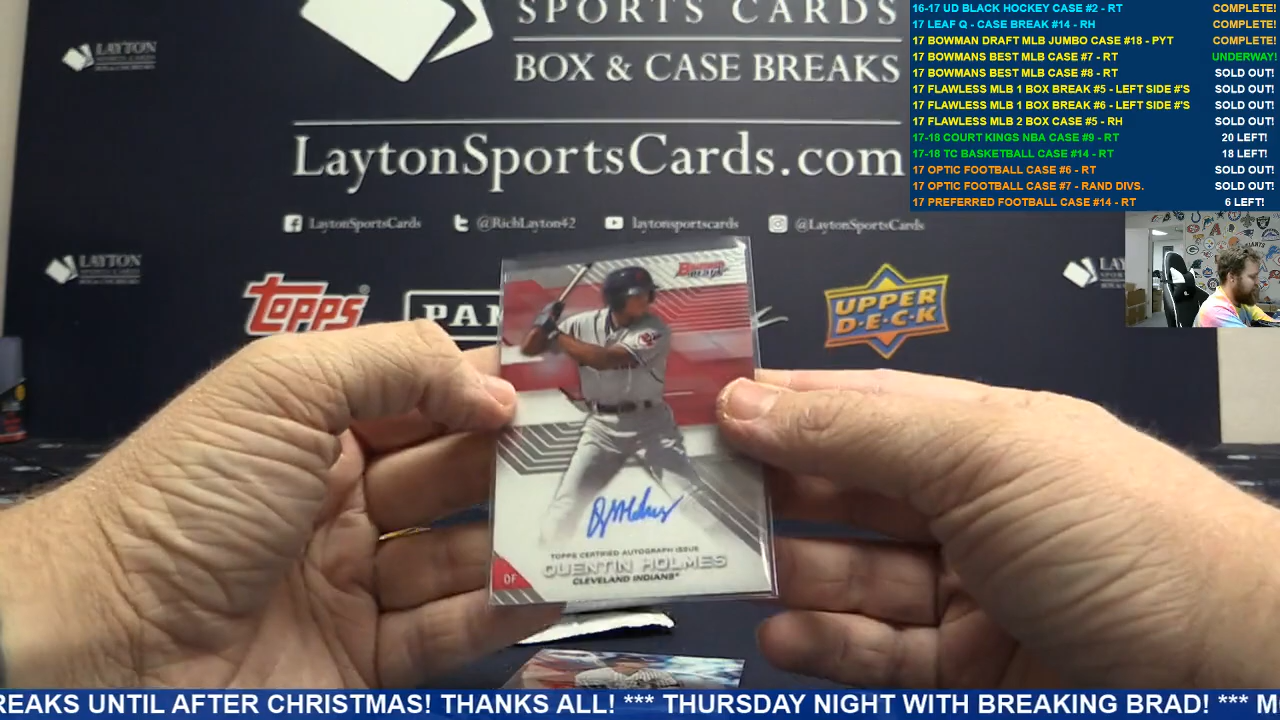 SPORTS CARDS
BOX & CASE BREAKS
LaytonSportsCards.com
LaytonSportsCards
@RichLayton42
laytonsportscards
@LaytonSportsCards
LAYTON
SPORTS CARDS
LAYTON
SPORTS CARDS
LAYTON
TOPPS
PAN
UPPER
D·E·C·K
16-17 UD BLACK HOCKEY CASE #2 - RT COMPLETE!
17 LEAF Q - CASE BREAK #14 - RH COMPLETE!
17 BOWMAN DRAFT MLB JUMBO CASE #18 - PYT COMPLETE!
17 BOWMANS BEST MLB CASE #7 - RT UNDERWAY!
17 BOWMANS BEST MLB CASE #8 - RT SOLD OUT!
17 FLAWLESS MLB 1 BOX BREAK #5 - LEFT SIDE #'S SOLD OUT!
17 FLAWLESS MLB 1 BOX BREAK #6 - LEFT SIDE #'S SOLD OUT!
17 FLAWLESS MLB 2 BOX CASE #5 - RH SOLD OUT!
17-18 COURT KINGS NBA CASE #9 - RT 20 LEFT!
17-18 TC BASKETBALL CASE #14 - RT 18 LEFT!
17 OPTIC FOOTBALL CASE #6 - RT SOLD OUT!
17 OPTIC FOOTBALL CASE #7 - RAND DIVS. SOLD OUT!
17 PREFERRED FOOTBALL CASE #14 - RT 6 LEFT!
BOWMAN'S
BEST
TOPPS CERTIFIED AUTOGRAPH ISSUE
QUENTIN HOLMES
CLEVELAND INDIANS®
OF
REAKS UNTIL AFTER CHRISTMAS! THANKS ALL! *** THURSDAY NIGHT WITH BREAKING BRAD! *** M